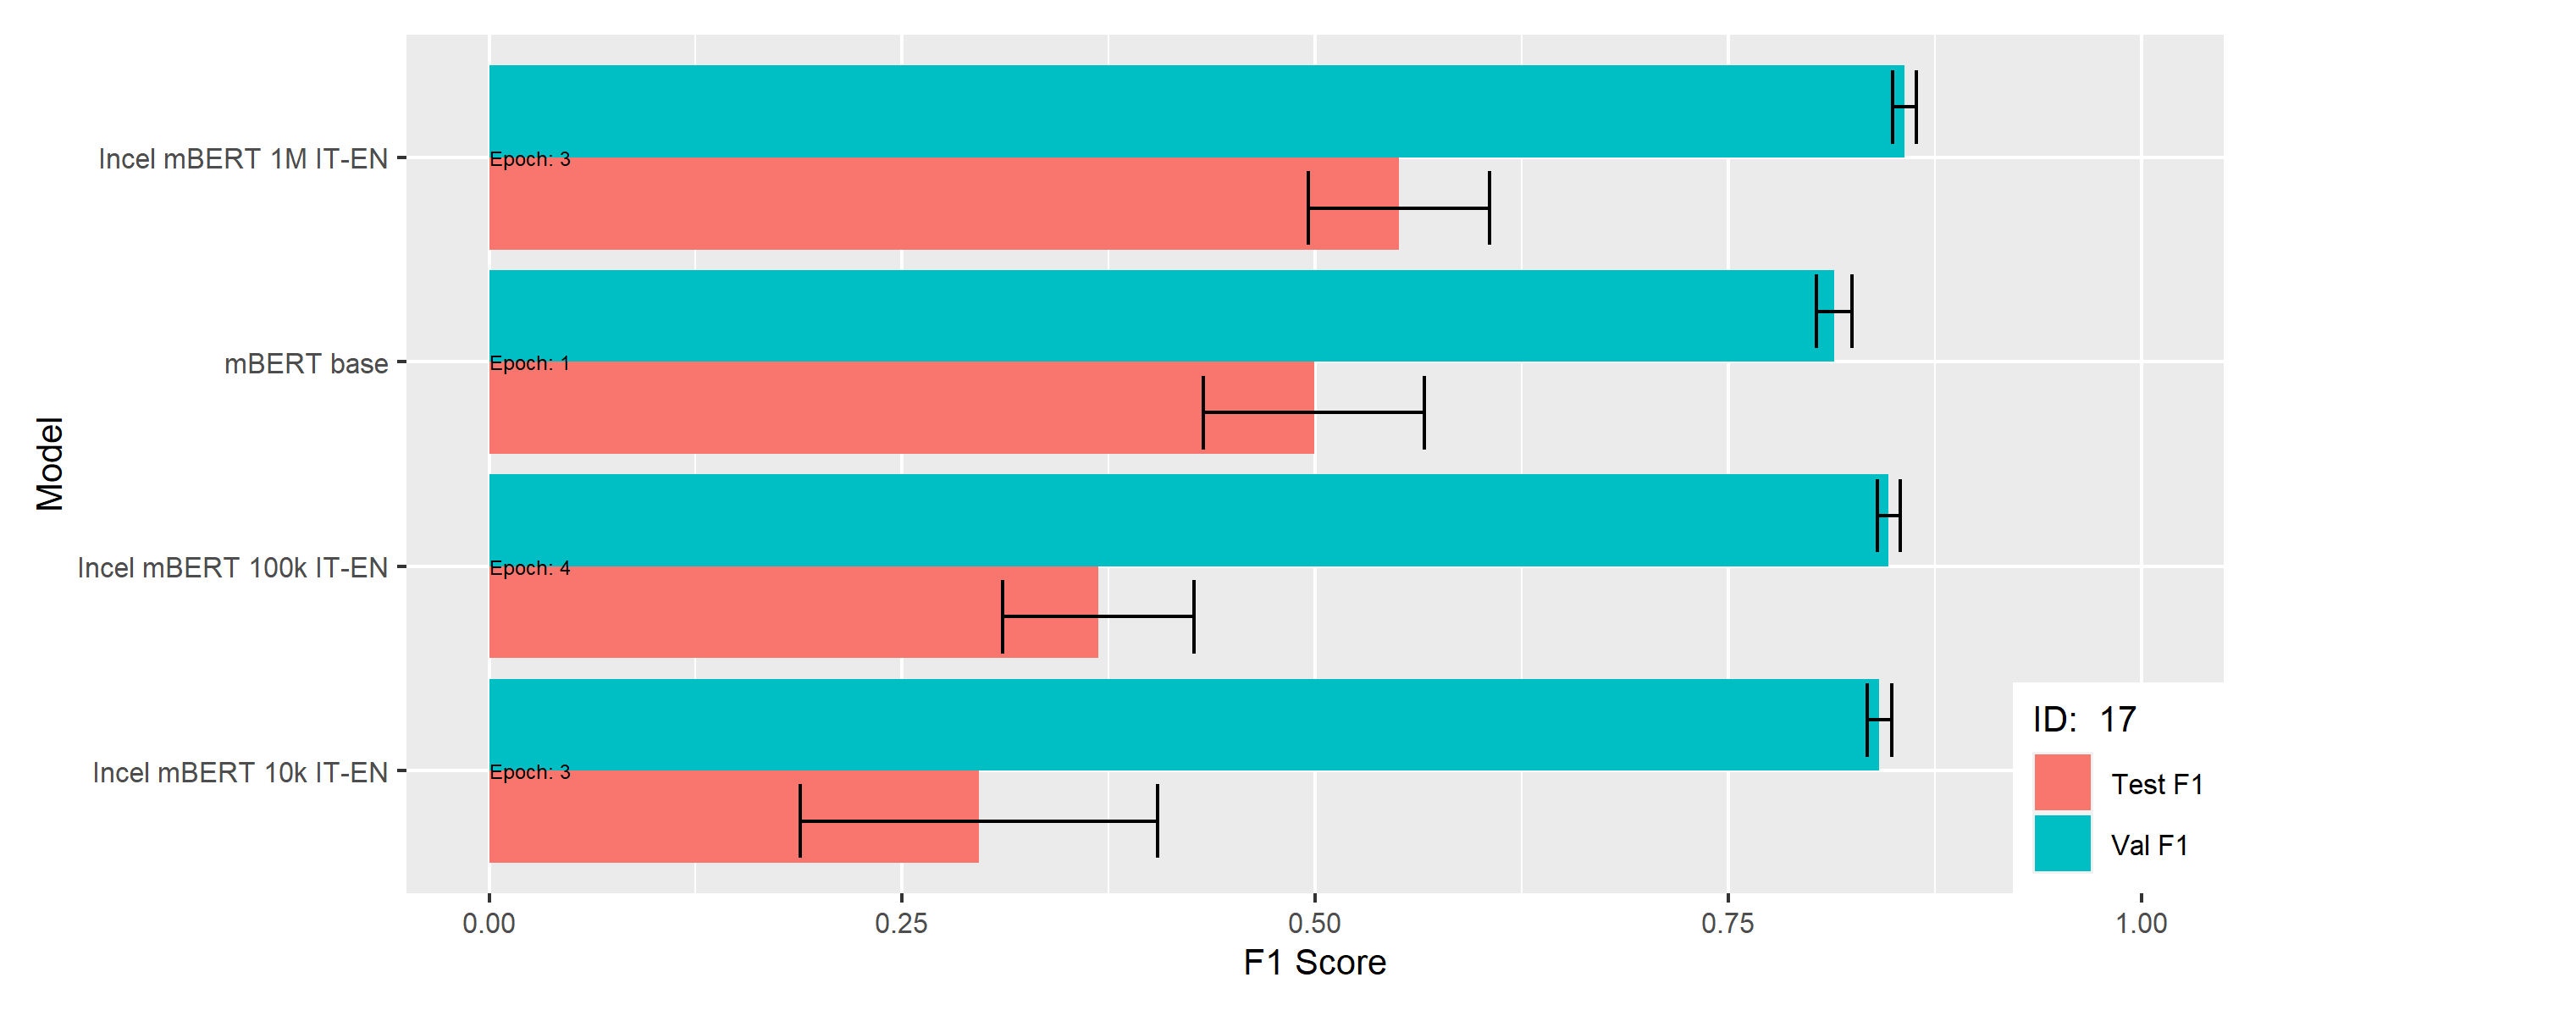 Incel mBERT 1M IT-EN
Epoch: 3
mBERT base
Epoch: 1
Model
Incel mBERT 100k IT-EN
Epoch: 4
Incel mBERT 10k IT-EN
Epoch: 3
ID: 17
Test F1
Val F1
0.00 0.25 0.50 0.75 1.00
F1 Score